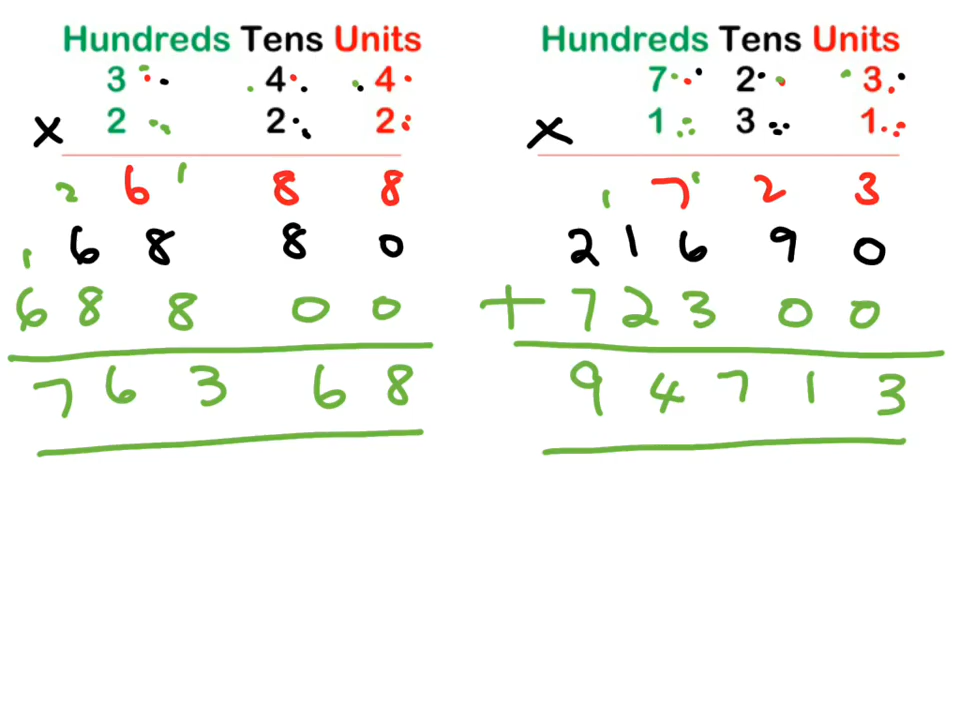 Hundreds Tens Units
3 4 4
× 2 2 2
2 6 1 8 8
1 6 8 8 0
6 8 8 0 0
7 6 3 6 8
Hundreds Tens Units
7 2 3
× 1 3 1
1 7 1 2 3
2 1 6 9 0
+ 7 2 3 0 0
9 4 7 1 3